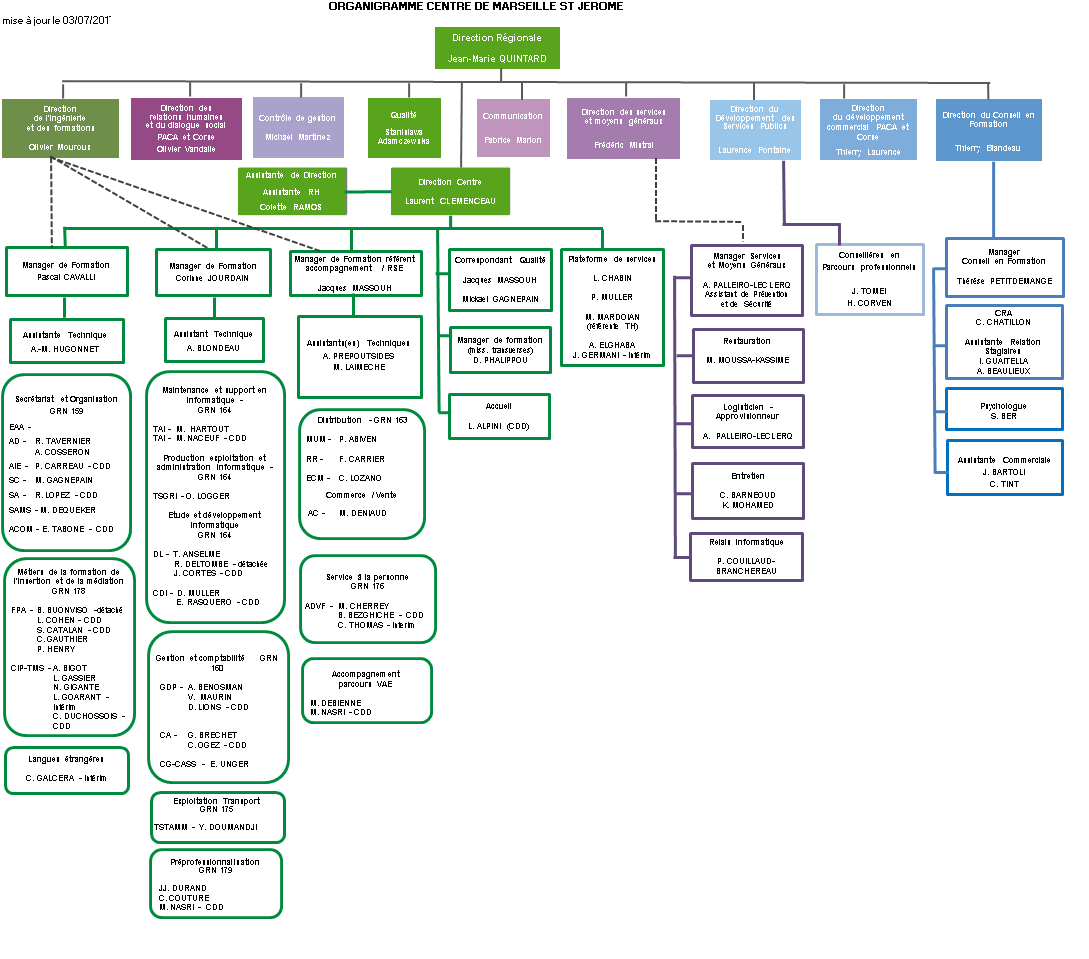 ORGANIGRAMME CENTRE DE MARSEILLE ST JEROME
mise à jour le 03/07/201
Direction Régionale
Jean-Marie QUINTARD
Direction
de l'ingénierie
et des formations
Olivier Mourous
Direction des
relations humaines
et du dialogue social
PACA et Corse
Olivier Vandalle
Contrôle de gestion
Michael Martinez
Qualité
Stanislawa
Adamczewska
Communication
Fabrice Marion
Direction des services
et moyens généraux
Frédéric Mistral
Direction du
Développement des
Services Publics
Laurence Fontaine
Direction
du développement
commercial PACA et
Corse
Thierry Laurence
Direction du Conseil en
Formation
Thierry Blandeau
Assistante de Direction
Assistante RH
Colette RAMOS
Direction Centre
Laurent CLEMENCEAU
Manager de Formation
Pascal CAVALLI
Assistante Technique
A.-M. HUGONNET
Secrétariat et Organisation
GRN 159
EAA -
AD - R. TAVERNIER
A. COSSERON
AIE - P. CARREAU - CDD
SC - M. GAGNEPAIN
SA - R. LOPEZ - CDD
SAMS - M. DEQUEKER
ACOM - E. TABONE - CDD
Métiers de la formation de
l'insertion et de la médiation
GRN 178
FPA - B. BUONVISO - détaché
L. COHEN - CDD
S. CATALAN - CDD
C. GAUTHIER
P. HENRY
CIP-TMS - A. BIGOT
L. GASSIER
N. GIGANTE
L. GOARANT -
Intérim
C. DUCHOSSOIS -
CDD
Langues étrangères
C. GALCERA - Intérim
Manager de Formation
Corinne JOURDAIN
Assistant Technique
A. BLONDEAU
Maintenance et support en
Informatique -
GRN 164
TAI - M. HARTOUT
TAI - M. NACEUF - CDD
Production exploitation et
administration Informatique -
GRN 164
TSGRI - O. LOGGER
Etude et développement
Informatique
GRN 164
DL - T. ANSELME
R. DELTOMBE - détachée
J. CORTES - CDD
CDI - D. MULLER
E. RASQUERO - CDD
Gestion et comptabilité GRN
160
GDP - A. BENOSMAN
V. MAURIN
D. LIONS - CDD
CA - G. BRECHET
C. OGEZ - CDD
CG-CASS - E. UNGER
Exploitation Transport
GRN 175
TSTAMM - Y. DOUMANDJI
Préprofessionnalisation
GRN 179
JJ. DURAND
C. COUTURE
M. NASRI - CDD
Manager de Formation référent
accompagnement / RSE
Jacques MASSOUH
Assistant(es) Techniques
A. PREPOUTSIDES
M. LAIMECHE
Distribution - GRN 163
MUM - P. ABIVEN
RR - F. CARRIER
ECM - C. LOZANO
Commerce / Vente
AC - M. DENIAUD
Service à la personne
GRN 176
ADVF - M. CHERREY
B. BEZGHICHE - CDD
C. THOMAS - Intérim
Accompagnement
parcours VAE
M. DEBIENNE
M. NASRI - CDD
Correspondant Qualité
Jacques MASSOUH
Mickael GAGNEPAIN
Manager de formation
(miss. transverses)
D. PHALIPPOU
Accueil
L. ALPINI (CDD)
Plateforme de services
L. CHABIN
P. MULLER
M. MARDOIAN
(référente TH)
A. ELGHABA
J. GERMANI - Intérim
Manager Services
et Moyens Généraux
A. PALLEIRO-LECLERQ
Assistant de Prévention
et de Sécurité
Restauration
M. MOUSSA-KASSIME
Logisticien -
Approvisionneur
A. PALLEIRO-LECLERQ
Entretien
C. BARNEOUD
K. MOHAMED
Relais Informatique
P. COUILLAUD-
BRANCHEREAU
Conseillères en
Parcours professionnels
J. TOMEI
H. CORVEN
Manager
Conseil en Formation
Thérèse PETITDEMANGE
CRA
C. CHATILLON
Assistante Relation
Stagiaires
I. GUAITELLA
A. BEAULIEUX
Psychologue
S. BER
Assistante Commerciale
J. BARTOLI
C. TINT